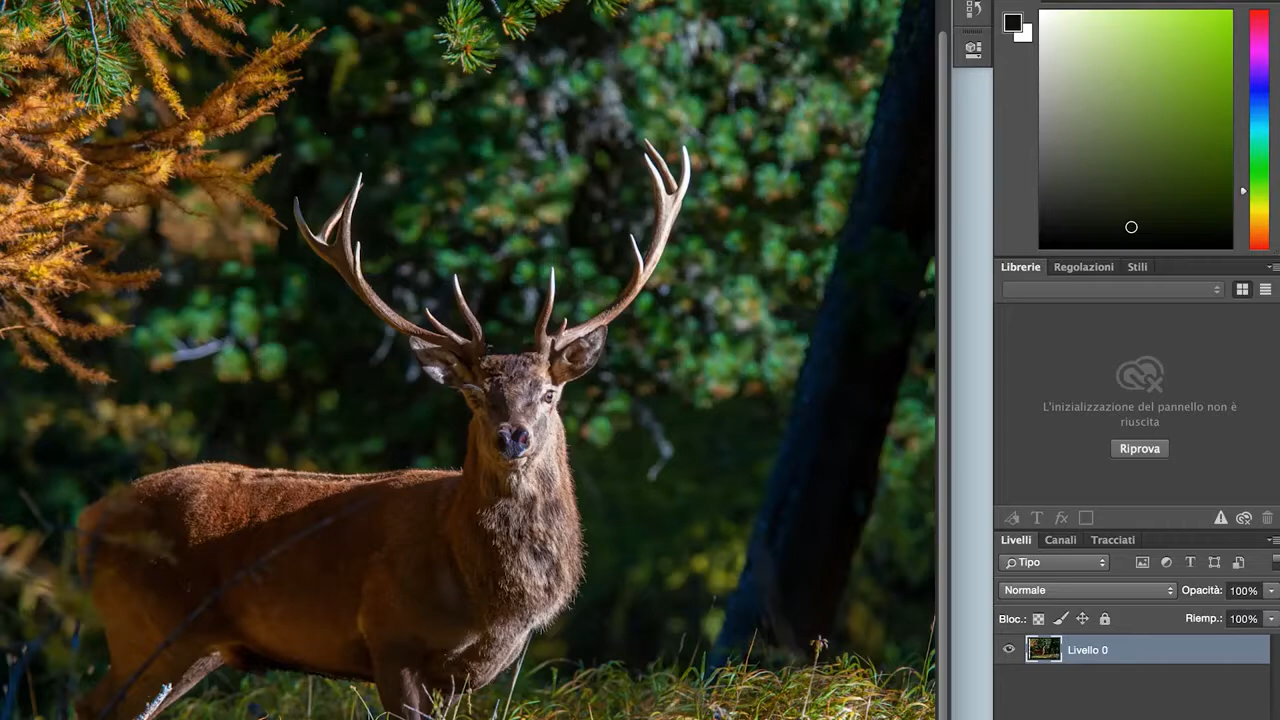 Librerie Regolazioni Stili
L'inizializzazione del pannello non è
riuscita
Riprova
T fx
Livelli Canali Tracciati
Tipo
T
Normale Opacità: 100%
Bloc.: Riemp.: 100%
Livello 0